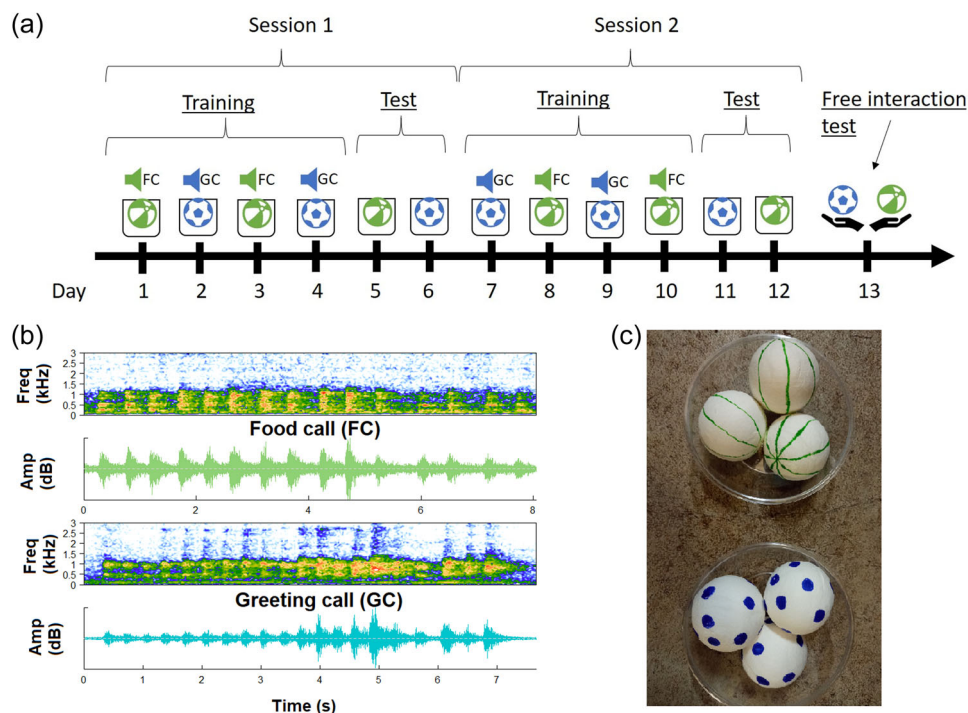 (a)
Session 1
Session 2
Training
Test
Training
Test
Free interaction
test
FC
GC
FC
GC
GC
FC
GC
FC
Day
1
2
3
4
5
6
7
8
9
10
11
12
13
(b)
Freq
(kHz)
3
2.5
2
1.5
1
0.5
0
Food call (FC)
Amp
(dB)
0
2
4
6
8
Freq
(kHz)
3
2.5
2
1.5
1
0.5
0
Greeting call (GC)
Amp
(dB)
0
1
2
3
4
5
6
7
Time (s)
(c)